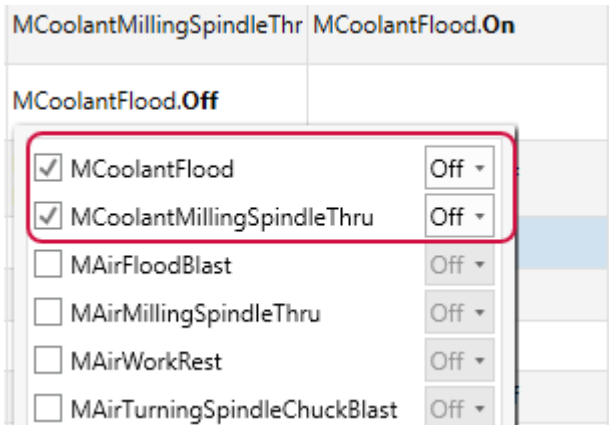 MCoolantMillingSpindleThr MCoolantFlood.On
MCoolantFlood.Off
MCoolantFlood Off
MCoolantMillingSpindleThru Off
MAirFloodBlast Off
MAirMillingSpindleThru Off
MAirWorkRest Off
MAirTurningSpindleChuckBlast Off